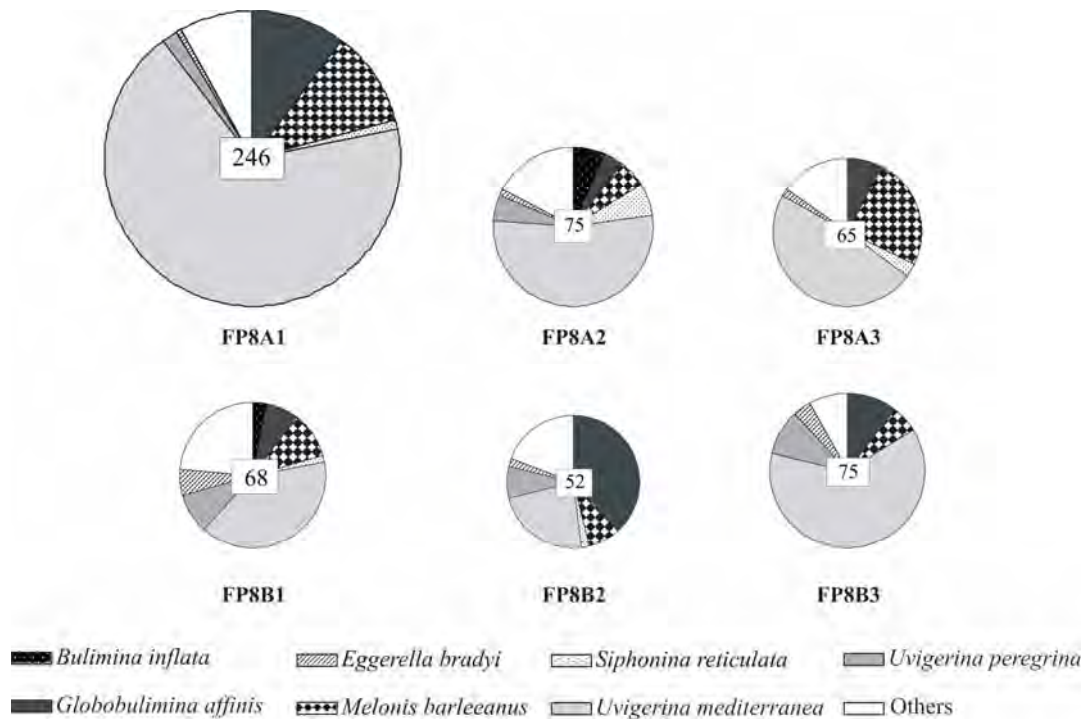 246
75
65
FP8A1
FP8A2
FP8A3
68
52
75
FP8B1
FP8B2
FP8B3
Bulimina inflata
Eggerella bradyi
Siphonina reticulata
Uvigerina peregrina
Globobulimina affinis
Melonis barleeanus
Uvigerina mediterranea
Others